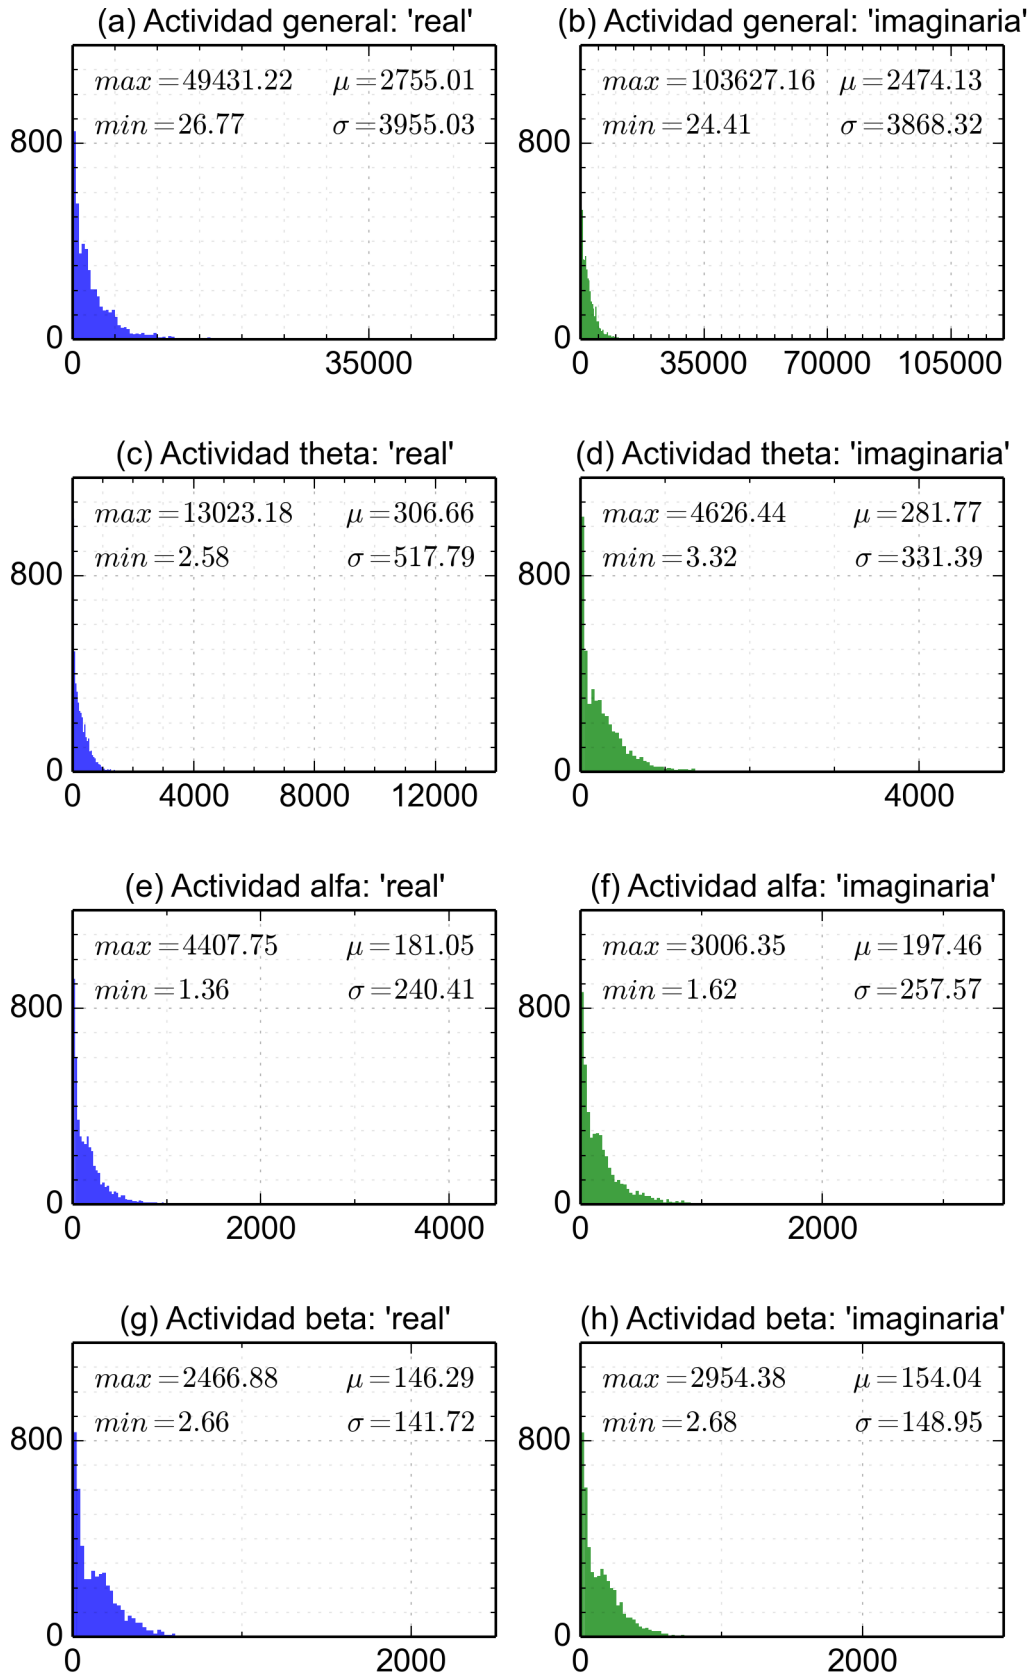 (a) Actividad general: 'real'
max=49431.22 μ=2755.01
min=26.77 σ=3955.03
800
0
0 35000
(b) Actividad general: 'imaginaria'
max=103627.16 μ=2474.13
min=24.41 σ=3868.32
800
0
0 35000 70000 105000
(c) Actividad theta: 'real'
max=13023.18 μ=306.66
min=2.58 σ=517.79
800
0
0 4000 8000 12000
(d) Actividad theta: 'imaginaria'
max=4626.44 μ=281.77
min=3.32 σ=331.39
800
0
0 4000
(e) Actividad alfa: 'real'
max=4407.75 μ=181.05
min=1.36 σ=240.41
800
0
0 2000 4000
(f) Actividad alfa: 'imaginaria'
max=3006.35 μ=197.46
min=1.62 σ=257.57
800
0
0 2000
(g) Actividad beta: 'real'
max=2466.88 μ=146.29
min=2.66 σ=141.72
800
0
0 2000
(h) Actividad beta: 'imaginaria'
max=2954.38 μ=154.04
min=2.68 σ=148.95
800
0
0 2000